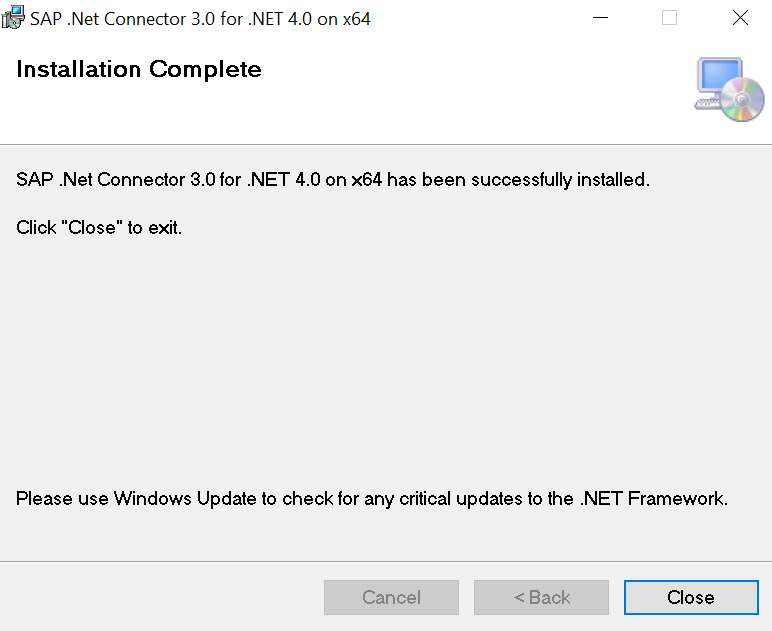 SAP .Net Connector 3.0 for .NET 4.0 on x64
Installation Complete
SAP .Net Connector 3.0 for .NET 4.0 on x64 has been successfully installed.
Click "Close" to exit.
Please use Windows Update to check for any critical updates to the .NET Framework.
Cancel
< Back
Close